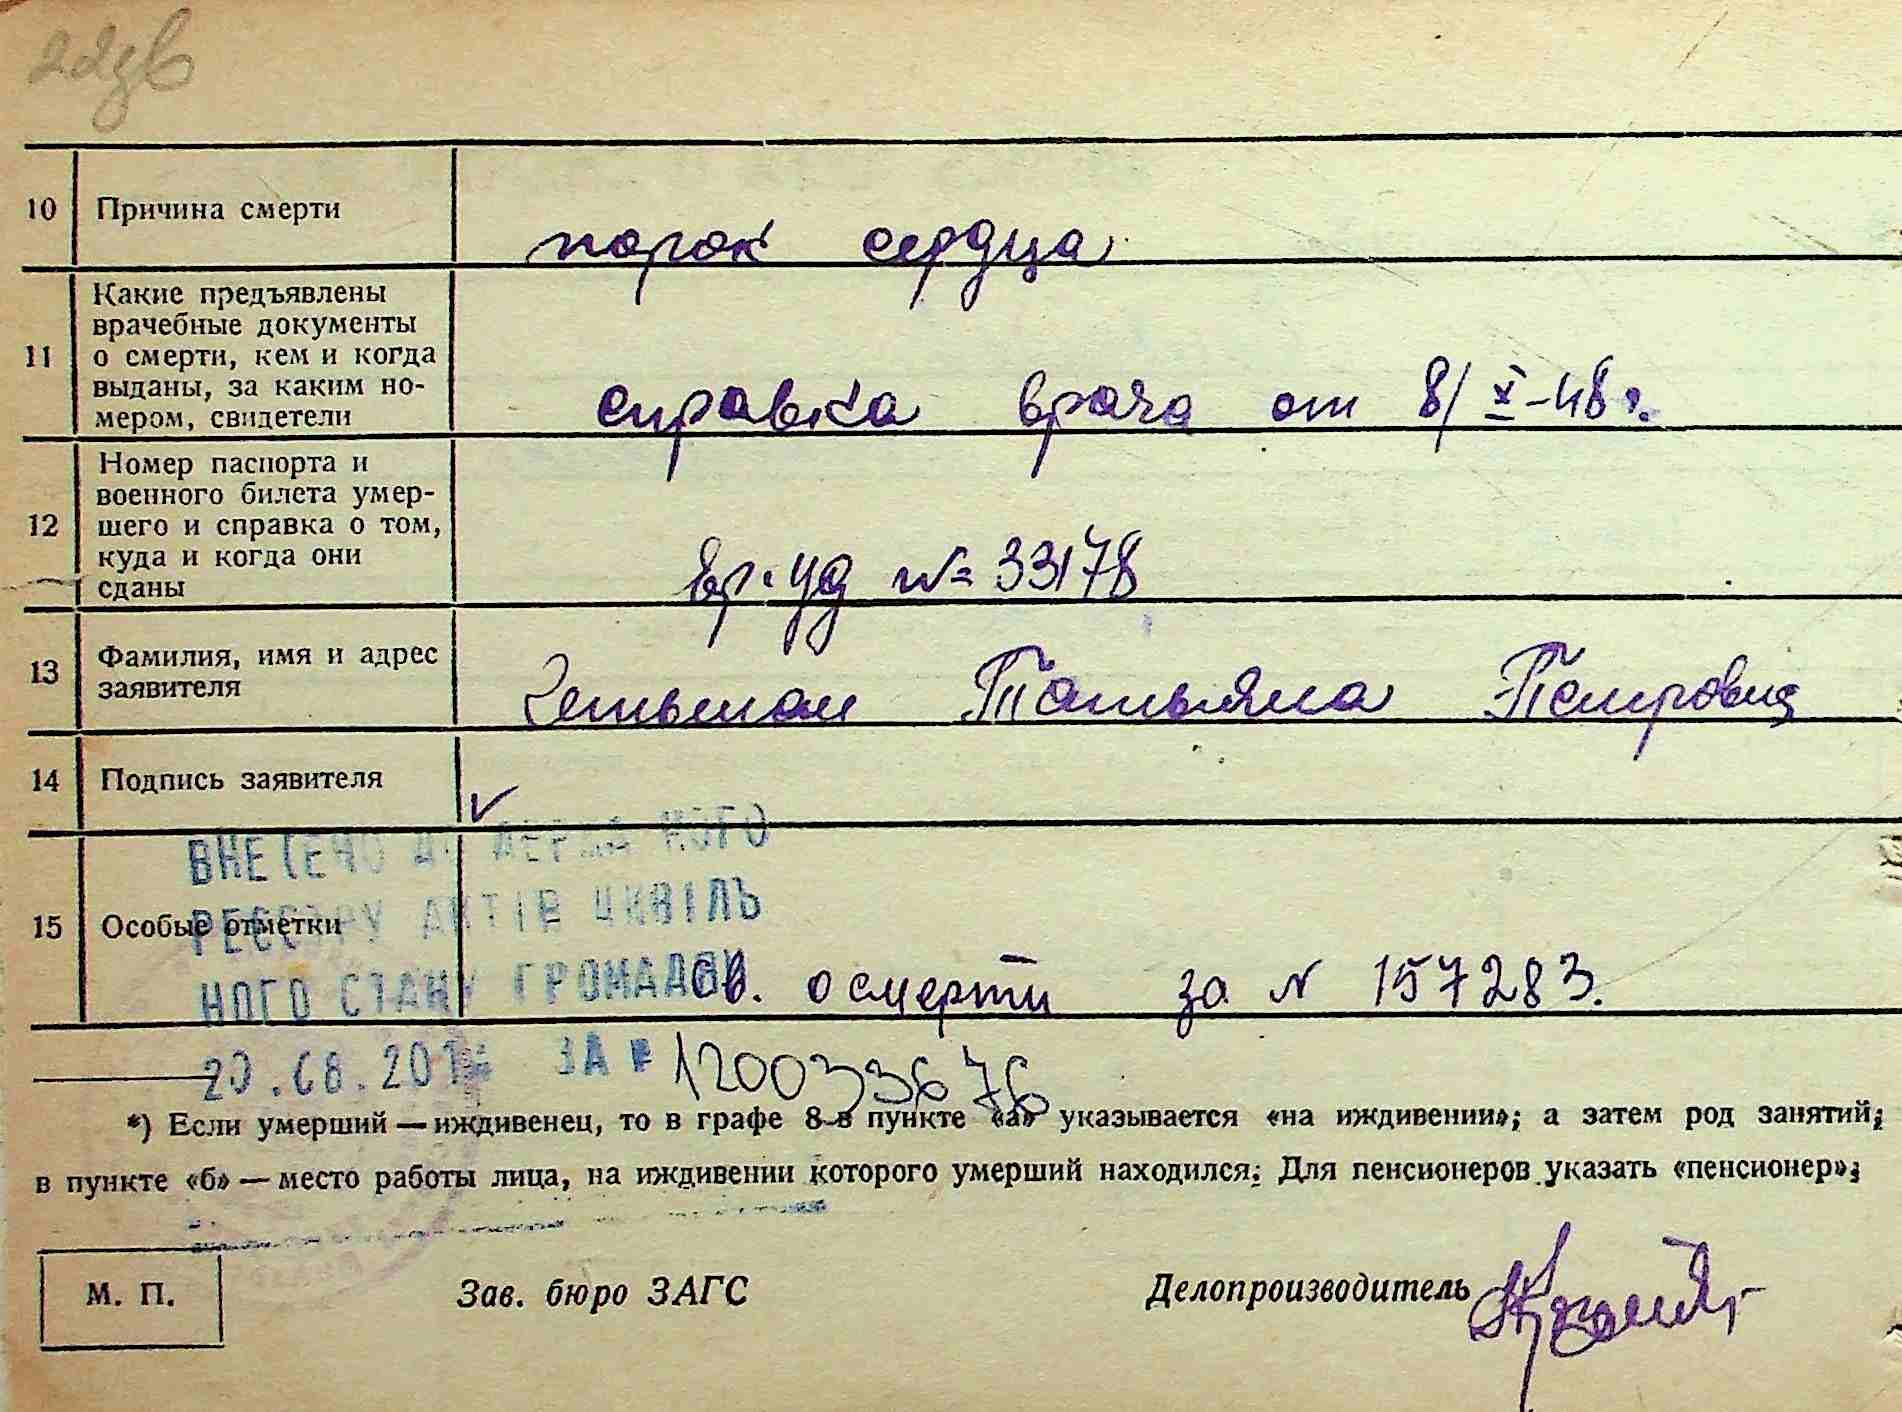 10 Причина смерти
порок сердца
11 Какие предъявлены
врачебные документы
о смерти, кем и когда
выданы, за каким но-
мером, свидетели
справка врача от 8/X-48 г.
12 Номер паспорта и
военного билета умер-
шего и справка о том,
куда и когда они
сданы
вр. уд № 33178
13 Фамилия, имя и адрес
заявителя
Татьяна Петровна
14 Подпись заявителя
ВНЕСЕНО ДО ДЕРЖАВНОГО
РЕЄСТРУ АКТІВ ЦИВІЛЬ
НОГО СТАНУ ГРОМАДЯН
15 Особые отметки
св. о смерти за N 157283.
20.08.201 ЗА № 120033676
*) Если умерший — иждивенец, то в графе 8-в пункте «а» указывается «на иждивении»; а затем род занятий;
в пункте «б» — место работы лица, на иждивении которого умерший находился. Для пенсионеров указать «пенсионер»;
М. П. Зав. бюро ЗАГС Делопроизводитель